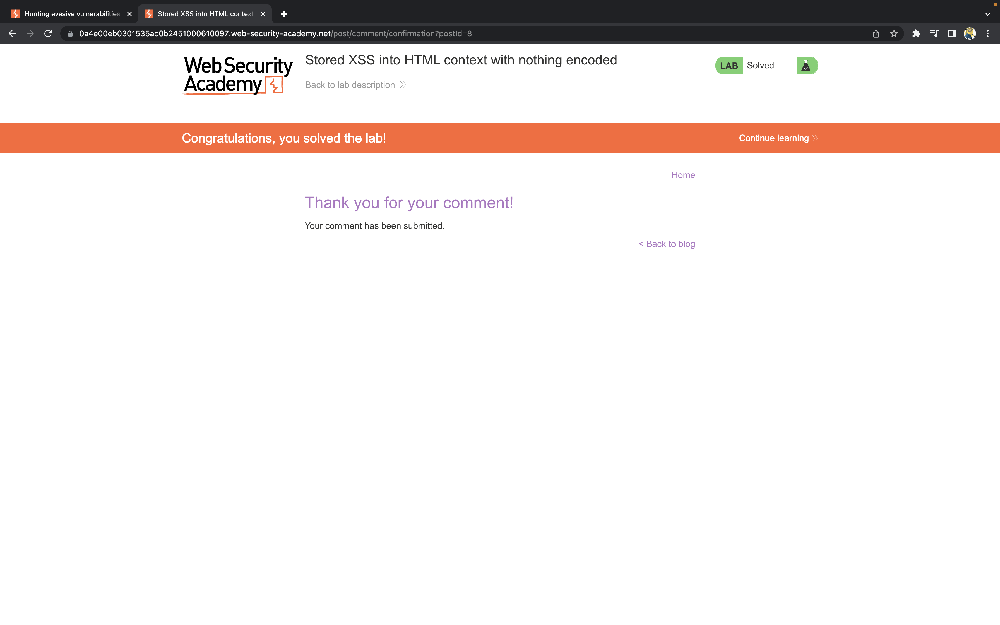 Hunting evasive vulnerabilities
Stored XSS into HTML context
0a4e00eb0301535ac0b2451000610097.web-security-academy.net/post/comment/confirmation?postId=8
Web Security
Academy
Stored XSS into HTML context with nothing encoded
Back to lab description
LAB Solved
Congratulations, you solved the lab!
Continue learning
Home
Thank you for your comment!
Your comment has been submitted.
< Back to blog